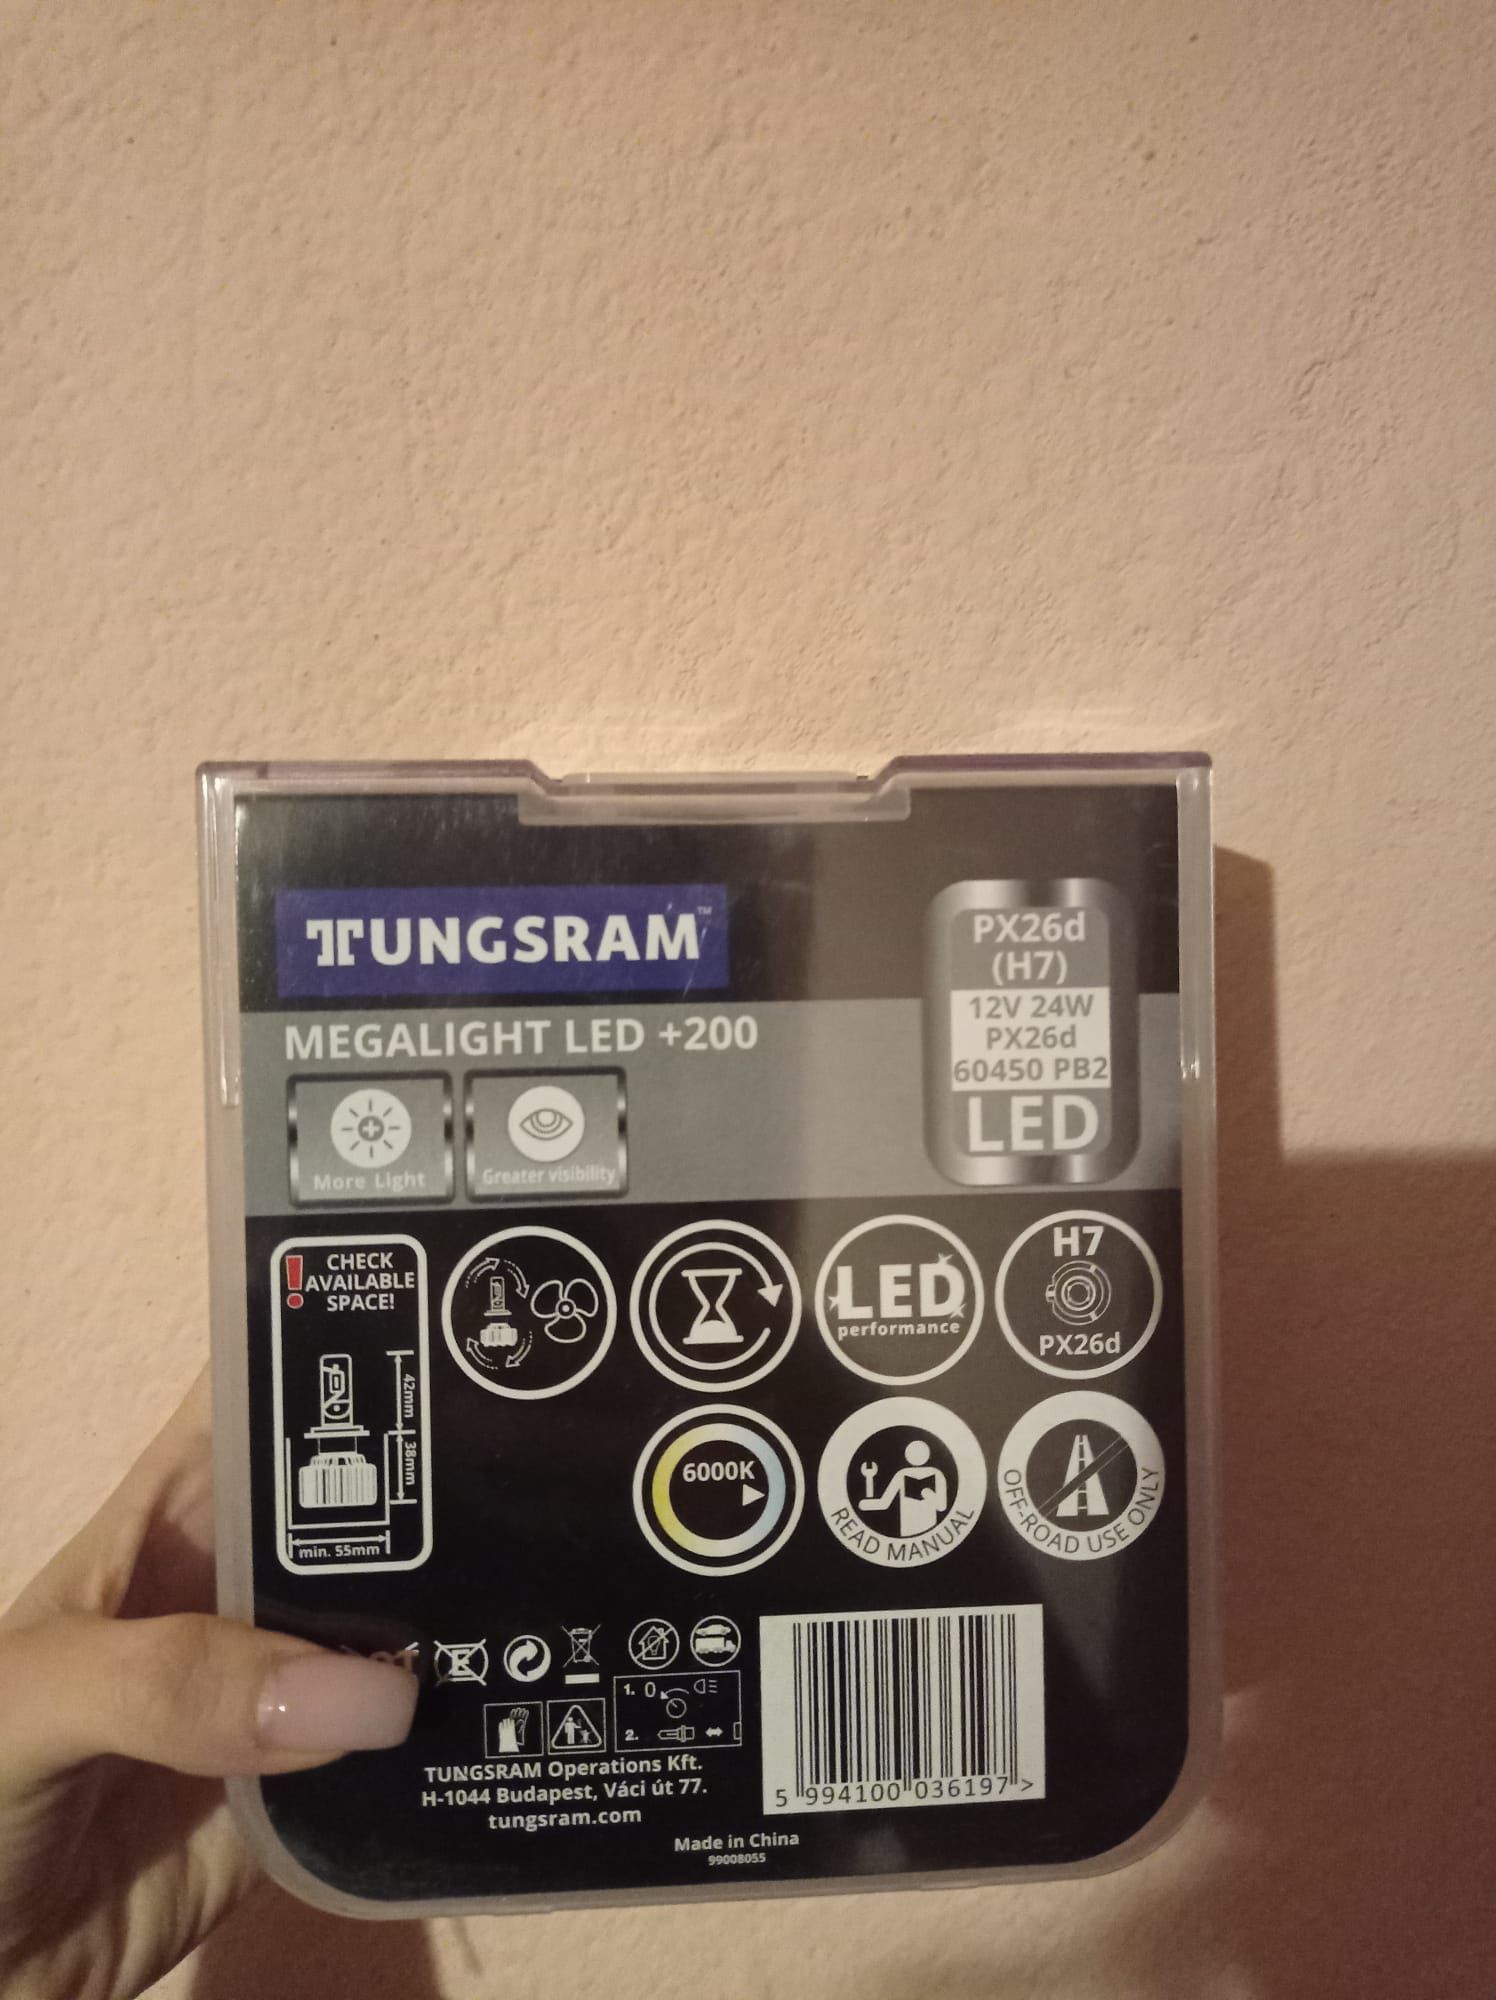 TUNGSRAM™
MEGALIGHT LED +200
More Light
Greater visibility
PX26d
(H7)
12V 24W
PX26d
60450 PB2
LED
! CHECK
AVAILABLE
SPACE!
42mm
38mm
min. 55mm
LED
performance
H7
PX26d
6000K
READ MANUAL
OFF-ROAD USE ONLY
E
1. 0
2.
TUNGSRAM Operations Kft.
H-1044 Budapest, Váci út 77.
tungsram.com
5 994100 036197 >
Made in China
99008055